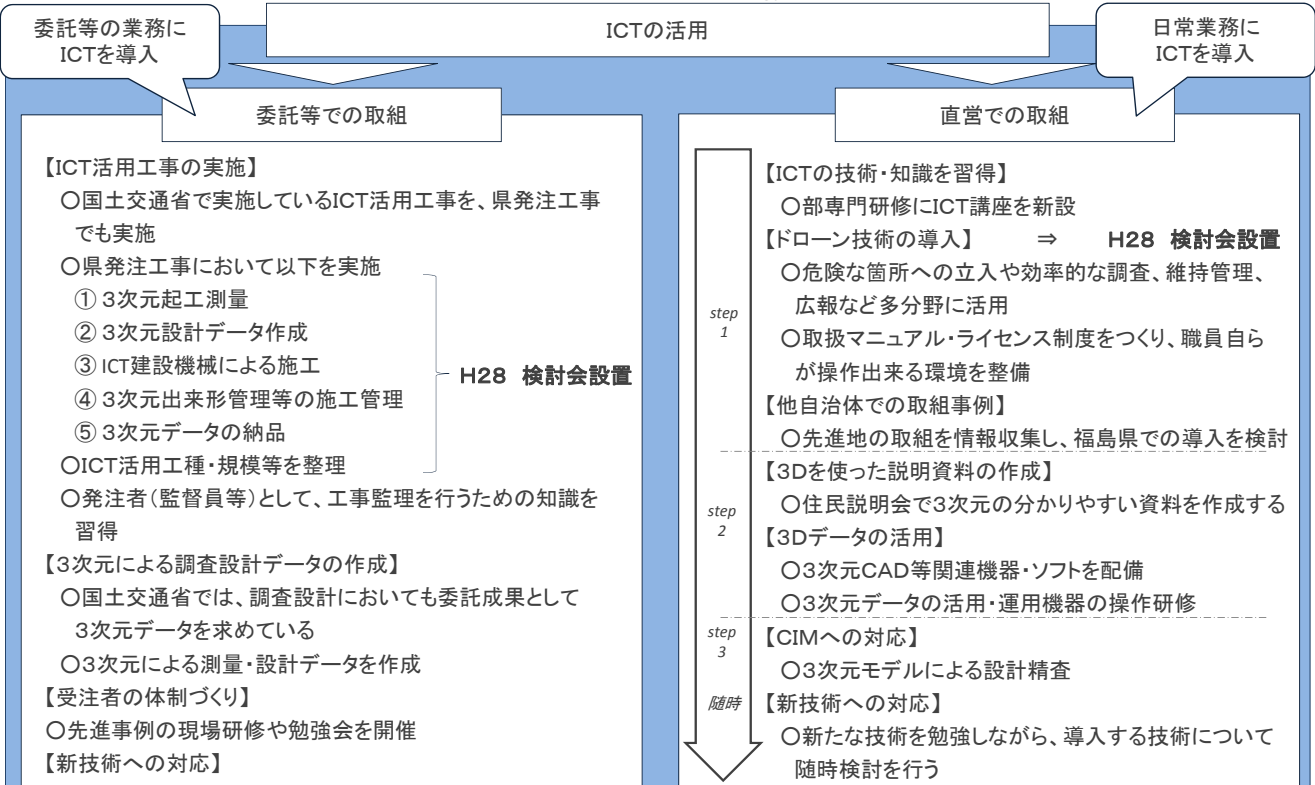 委託等の業務に
ICTを導入
ICTの活用
日常業務に
ICTを導入
委託等での取組
【ICT活用工事の実施】
〇国土交通省で実施しているICT活用工事を、県発注工事
でも実施
〇県発注工事において以下を実施
① 3次元起工測量
② 3次元設計データ作成
③ ICT建設機械による施工
④ 3次元出来形管理等の施工管理
⑤ 3次元データの納品
〇ICT活用工種・規模等を整理
H28 検討会設置
〇発注者(監督員等)として、工事監理を行うための知識を
習得
【3次元による調査設計データの作成】
〇国土交通省では、調査設計においても委託成果として
3次元データを求めている
〇3次元による測量・設計データを作成
【受注者の体制づくり】
〇先進事例の現場研修や勉強会を開催
【新技術への対応】
直営での取組
step
1
【ICTの技術・知識を習得】
〇部専門研修にICT講座を新設
【ドローン技術の導入】 ⇒ H28 検討会設置
〇危険な箇所への立入や効率的な調査、維持管理、
広報など多分野に活用
〇取扱マニュアル・ライセンス制度をつくり、職員自ら
が操作出来る環境を整備
【他自治体での取組事例】
〇先進地の取組を情報収集し、福島県での導入を検討
step
2
【3Dを使った説明資料の作成】
〇住民説明会で3次元の分かりやすい資料を作成する
【3Dデータの活用】
〇3次元CAD等関連機器・ソフトを配備
〇3次元データの活用・運用機器の操作研修
step
3
【CIMへの対応】
〇3次元モデルによる設計精査
随時
【新技術への対応】
〇新たな技術を勉強しながら、導入する技術について
随時検討を行う